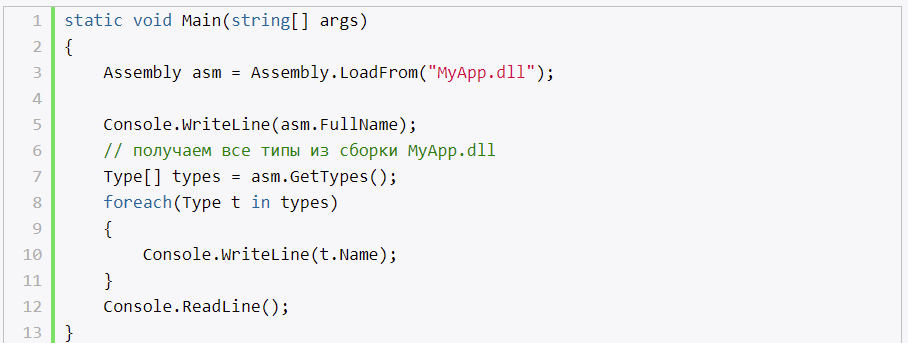 1 static void Main(string[] args)
2 {
3     Assembly asm = Assembly.LoadFrom("MyApp.dll");
4
5     Console.WriteLine(asm.FullName);
6     // получаем все типы из сборки MyApp.dll
7     Type[] types = asm.GetTypes();
8     foreach(Type t in types)
9     {
10         Console.WriteLine(t.Name);
11     }
12     Console.ReadLine();
13 }